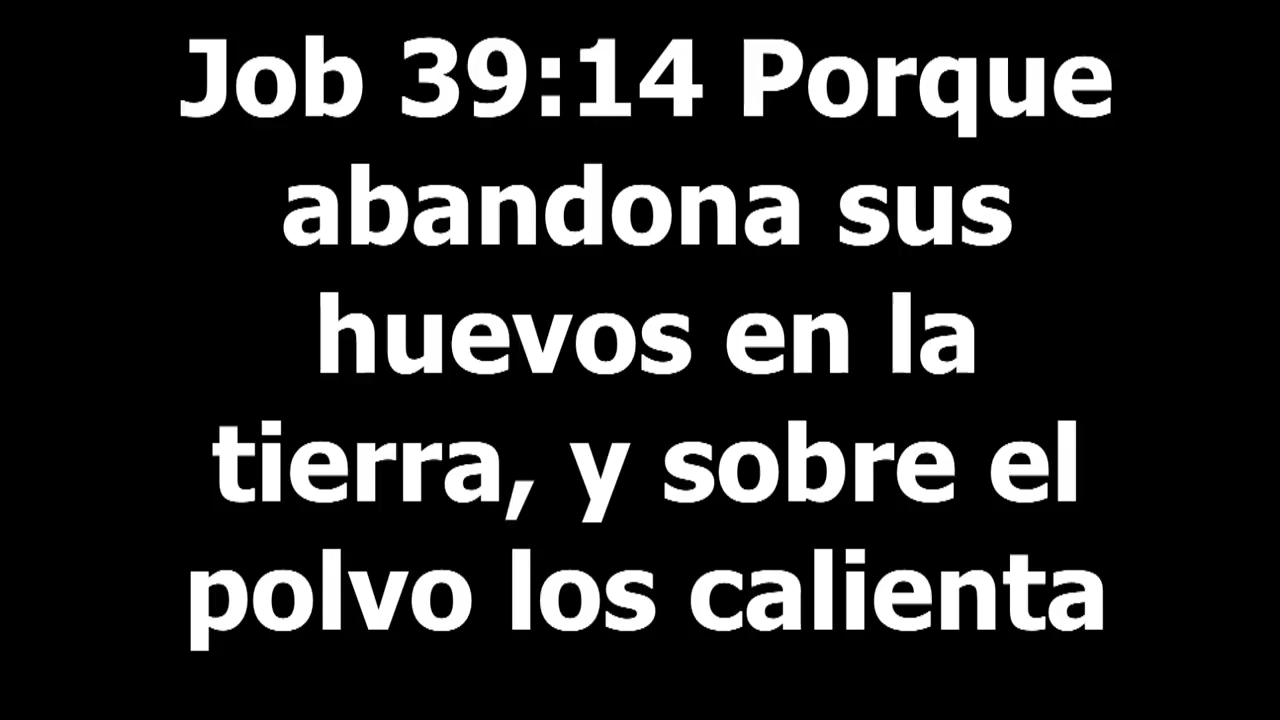 Job 39:14 Porque
abandona sus
huevos en la
tierra, y sobre el
polvo los calienta